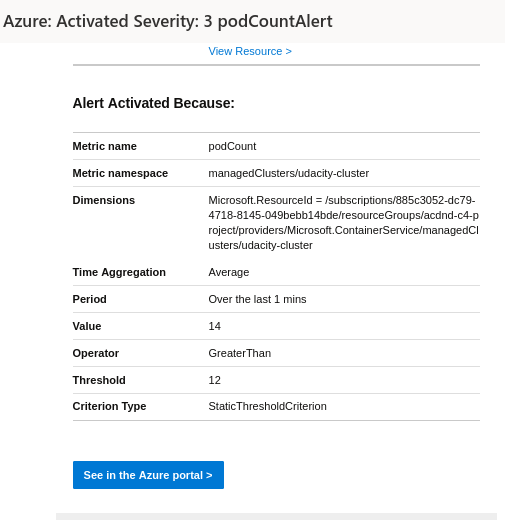 Azure: Activated Severity: 3 podCountAlert
View Resource >
Alert Activated Because:
Metric name podCount
Metric namespace managedClusters/udacity-cluster
Dimensions Microsoft.ResourceId = /subscriptions/885c3052-dc79-
4718-8145-049bebb14bde/resourceGroups/acdnd-c4-p
roject/providers/Microsoft.ContainerService/managedCl
usters/udacity-cluster
Time Aggregation Average
Period Over the last 1 mins
Value 14
Operator GreaterThan
Threshold 12
Criterion Type StaticThresholdCriterion
See in the Azure portal >